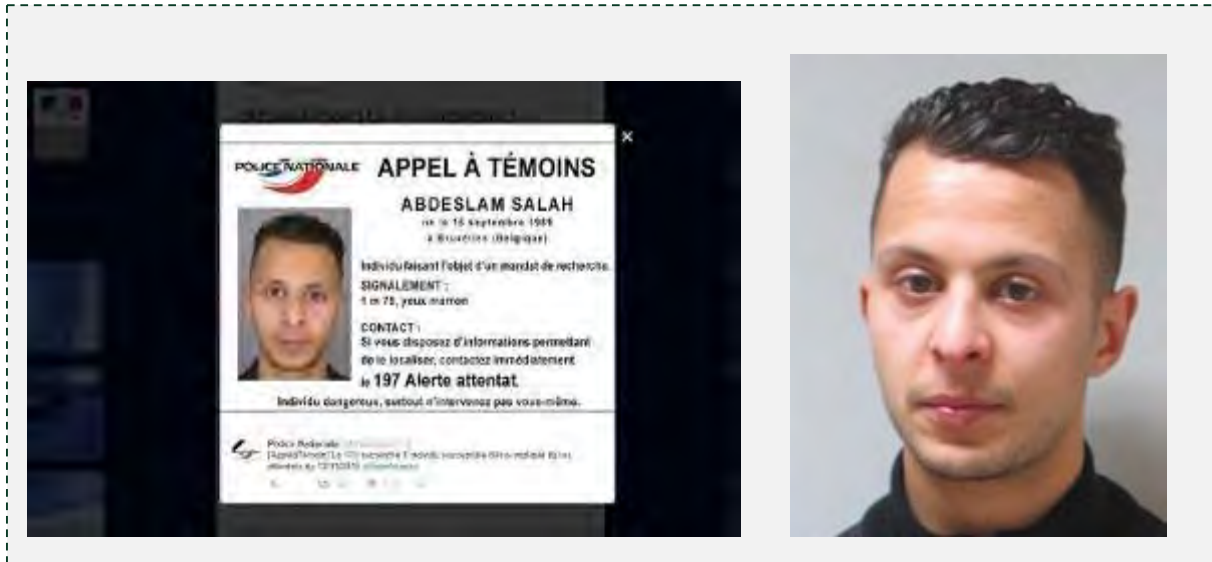 POLICE NATIONALE
APPEL À TÉMOINS
ABDESLAM SALAH
né le 15 septembre 1989
à Bruxelles (Belgique)
Individu faisant l'objet d'un mandat de recherche.
SIGNALEMENT :
1 m 75, yeux marron
CONTACT :
Si vous disposez d'informations permettant
de le localiser, contactez immédiatement
le 197 Alerte attentat
Individu dangereux, surtout n'intervenez pas vous-même.
Police Nationale